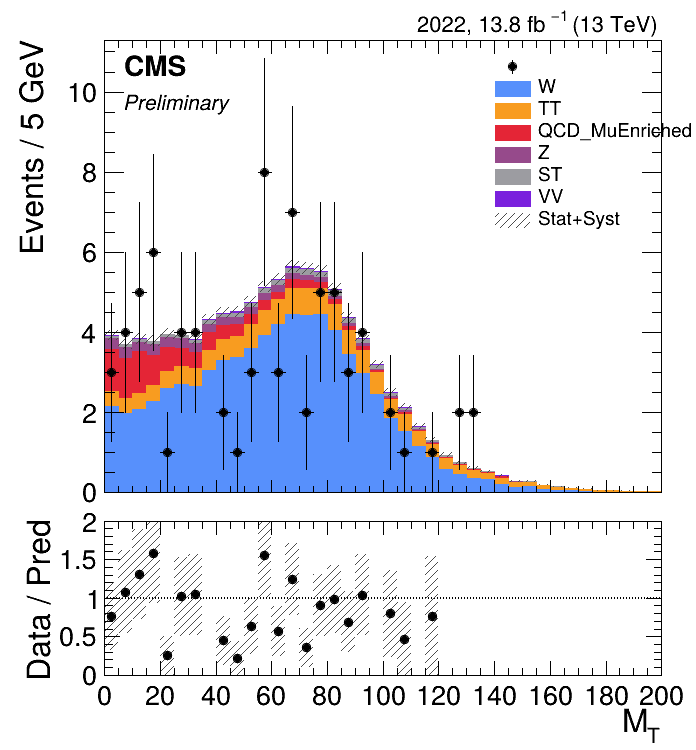 2022, 13.8 fb⁻¹ (13 TeV)
CMS
Preliminary
Events / 5 GeV
10
8
6
4
2
0
W
TT
QCD_MuEnriched
Z
ST
VV
Stat+Syst
Data / Pred
2
1.5
1
0.5
0
0 20 40 60 80 100 120 140 160 180 200
M_T